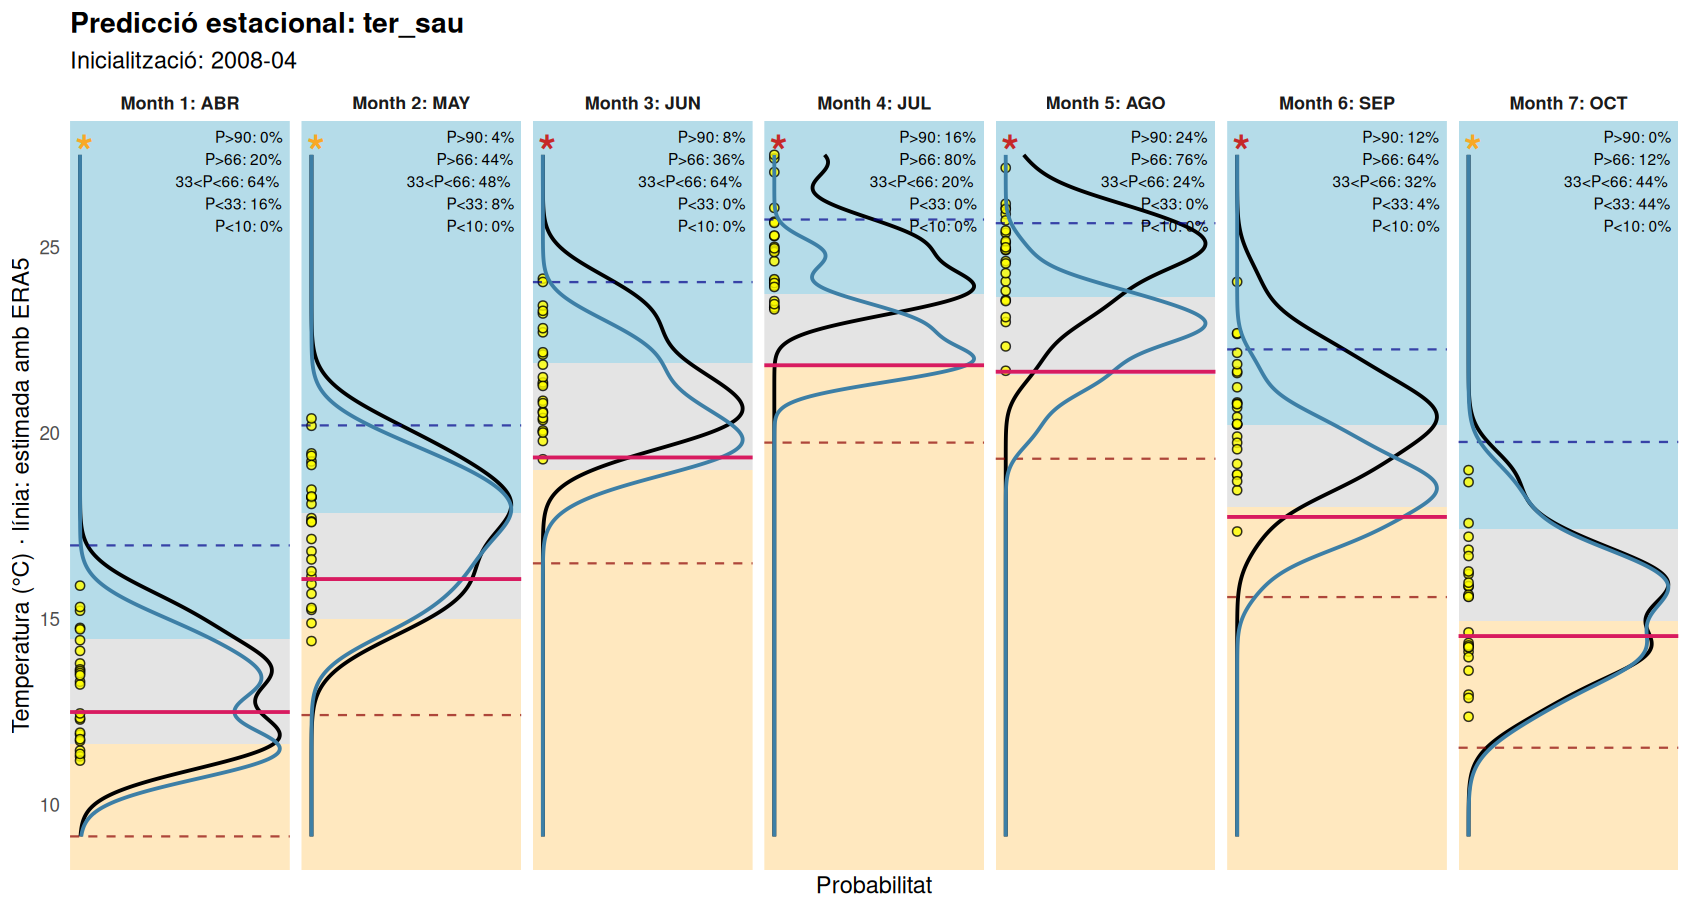 Predicció estacional: ter_sau
Inicialització: 2008-04
Month 1: ABR
Month 2: MAY
Month 3: JUN
Month 4: JUL
Month 5: AGO
Month 6: SEP
Month 7: OCT
*
P>90: 0%
P>66: 20%
33<P<66: 64%
P<33: 16%
P<10: 0%
*
P>90: 4%
P>66: 44%
33<P<66: 48%
P<33: 8%
P<10: 0%
*
P>90: 8%
P>66: 36%
33<P<66: 64%
P<33: 0%
P<10: 0%
*
P>90: 16%
P>66: 80%
33<P<66: 20%
P<33: 0%
P<10: 0%
*
P>90: 24%
P>66: 76%
33<P<66: 24%
P<33: 0%
P<10: 0%
*
P>90: 12%
P>66: 64%
33<P<66: 32%
P<33: 4%
P<10: 0%
*
P>90: 0%
P>66: 12%
33<P<66: 44%
P<33: 44%
P<10: 0%
25
20
15
10
Temperatura (°C) · línia: estimada amb ERA5
Probabilitat